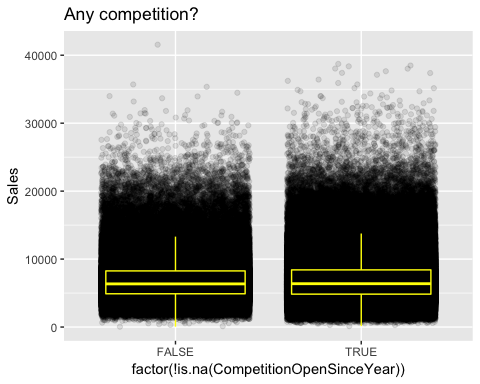 Any competition?
40000
30000
20000
10000
0
Sales
FALSE
TRUE
factor(!is.na(CompetitionOpenSinceYear))